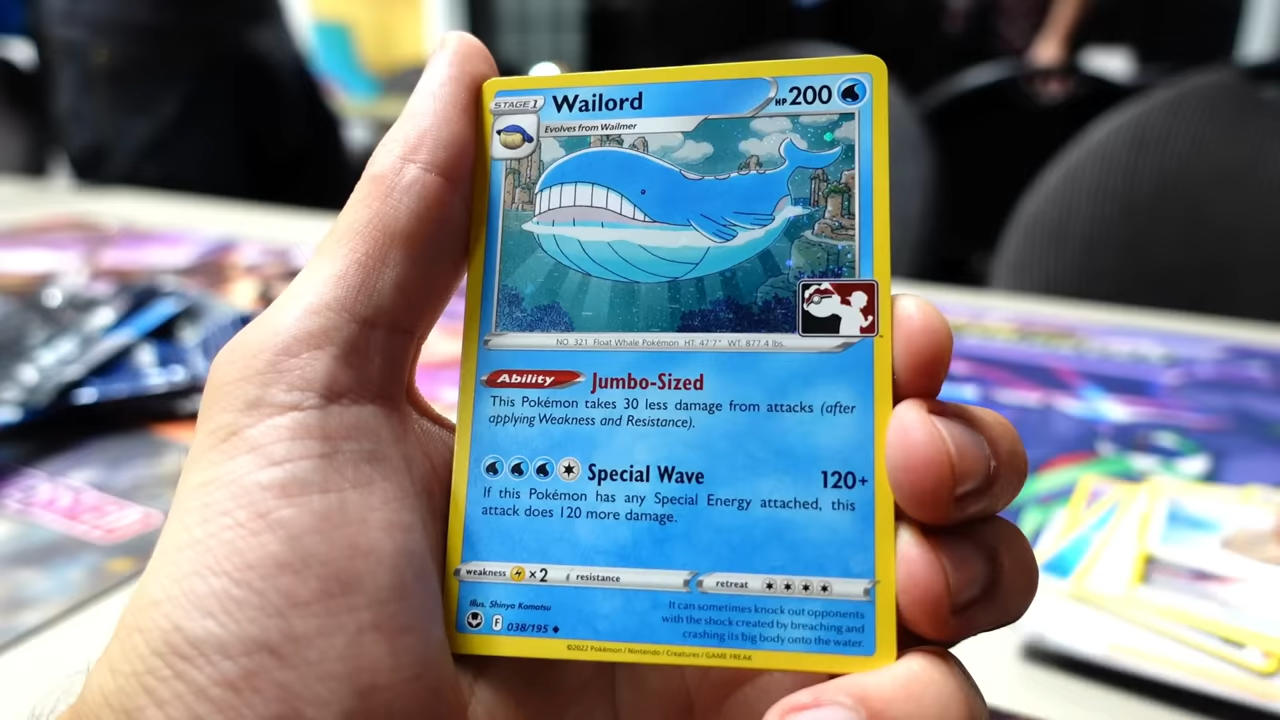 STAGE 1 Wailord HP 200
Evolves from Wailmer
NO. 321 Float Whale Pokémon HT: 47'7" WT: 877.4 lbs.
Ability Jumbo-Sized
This Pokémon takes 30 less damage from attacks (after
applying Weakness and Resistance).
Special Wave 120+
If this Pokémon has any Special Energy attached, this
attack does 120 more damage.
weakness ×2 resistance retreat
Illus. Shinya Komatsu
F 038/195
It can sometimes knock out opponents
with the shock created by breaching and
crashing its big body onto the water.
©2022 Pokémon / Nintendo / Creatures / GAME FREAK